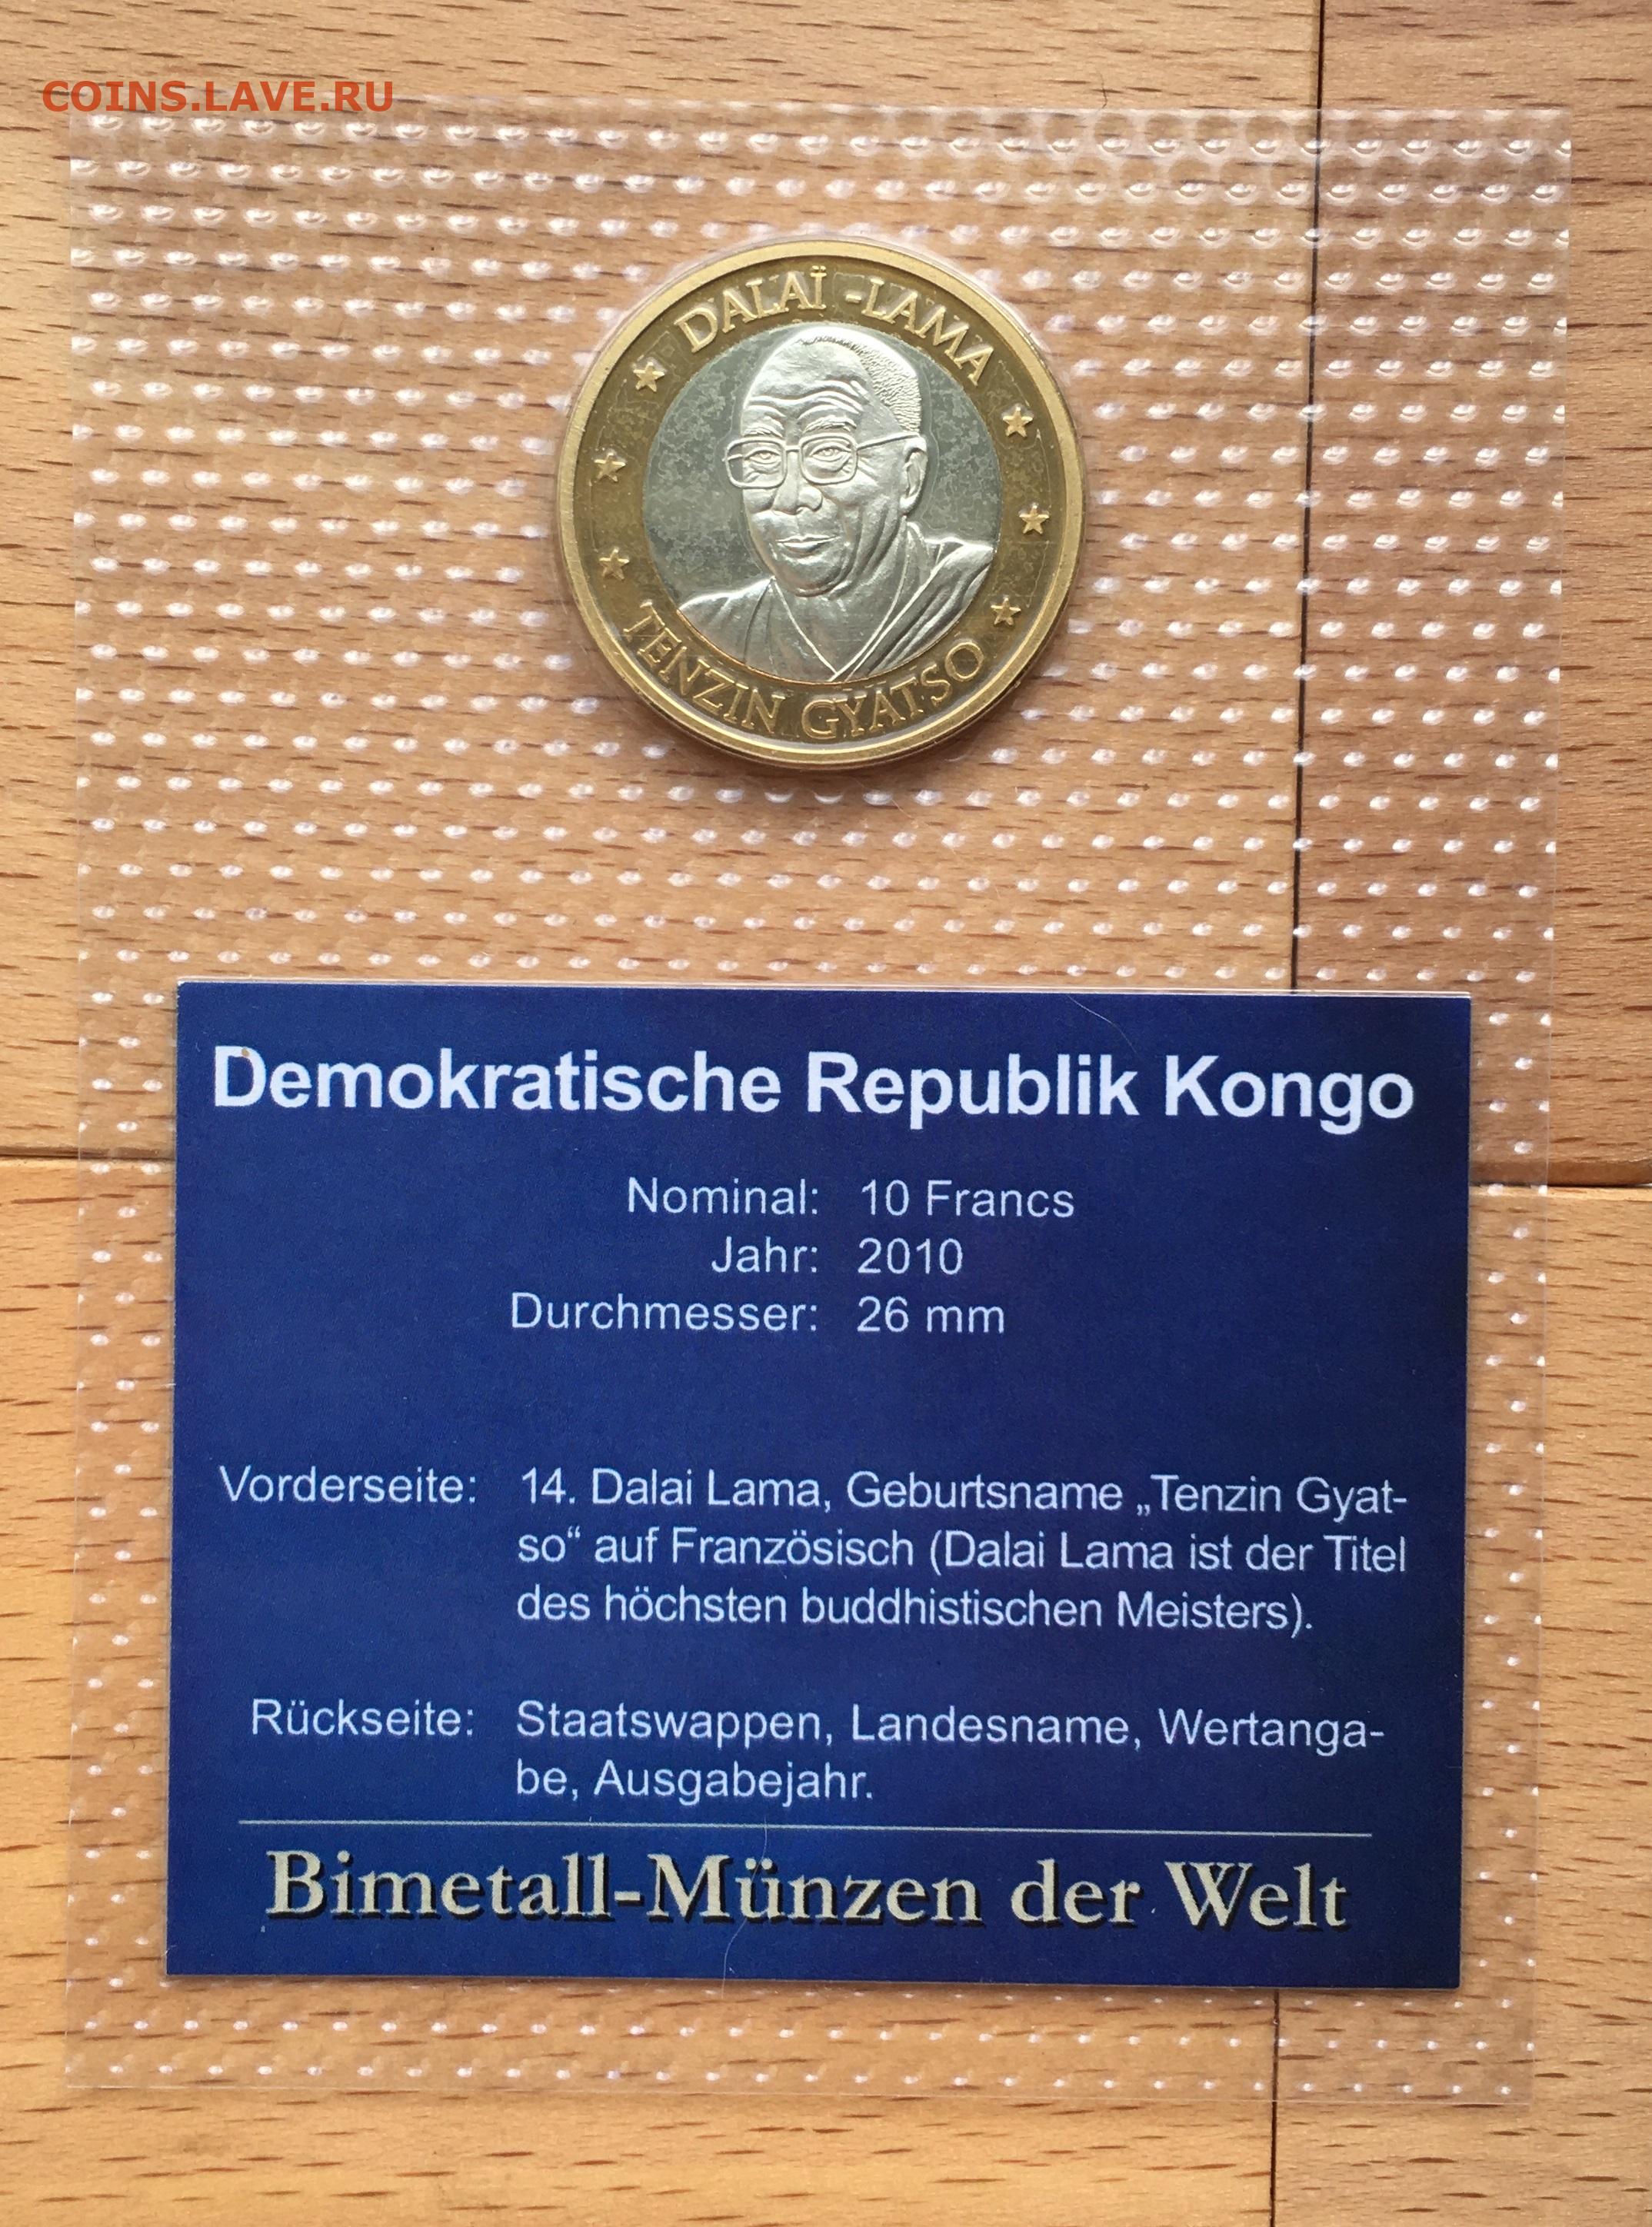 COINS.LAVE.RU
DALAÏ -LAMA
TENZIN GYATSO
Demokratische Republik Kongo
Nominal: 10 Francs
Jahr: 2010
Durchmesser: 26 mm
Vorderseite: 14. Dalai Lama, Geburtsname „Tenzin Gyat-
so“ auf Französisch (Dalai Lama ist der Titel
des höchsten buddhistischen Meisters).
Rückseite: Staatswappen, Landesname, Wertanga-
be, Ausgabejahr.
Bimetall-Münzen der Welt